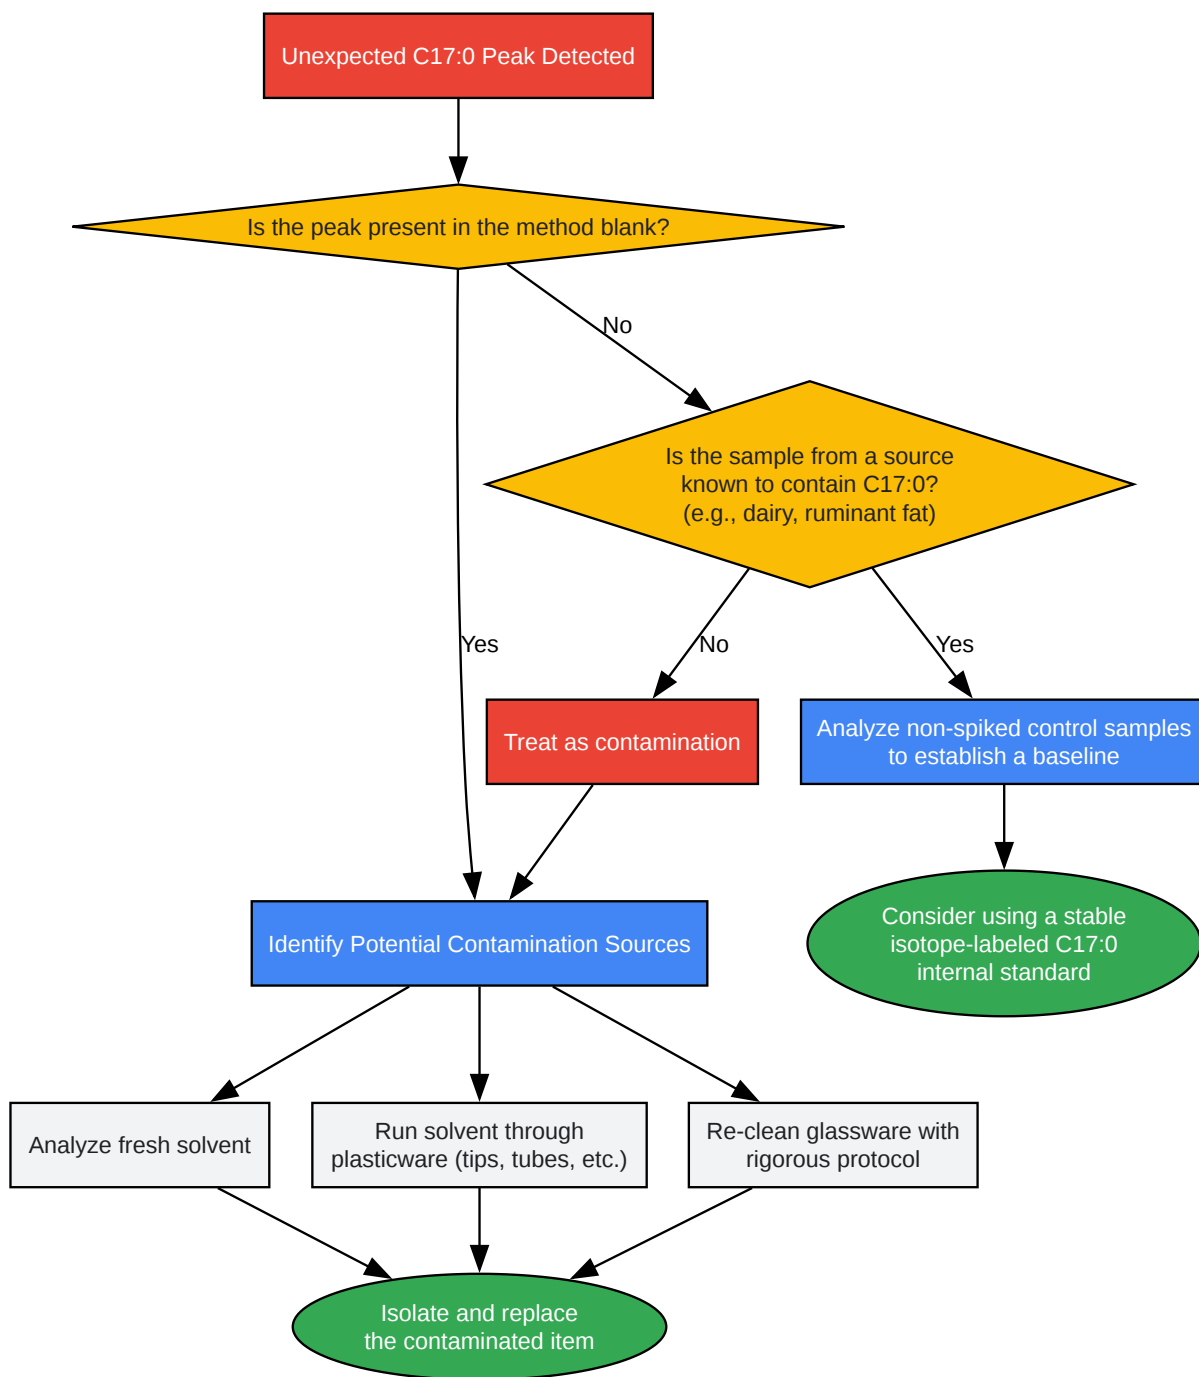 Unexpected C17:0 Peak Detected
Is the peak present in the method blank?
No
Is the sample from a source
known to contain C17:0?
(e.g., dairy, ruminant fat)
Yes
No
Yes
Treat as contamination
Analyze non-spiked control samples
to establish a baseline
Identify Potential Contamination Sources
Consider using a stable
isotope-labeled C17:0
internal standard
Analyze fresh solvent
Run solvent through
plasticware (tips, tubes, etc.)
Re-clean glassware with
rigorous protocol
Isolate and replace
the contaminated item